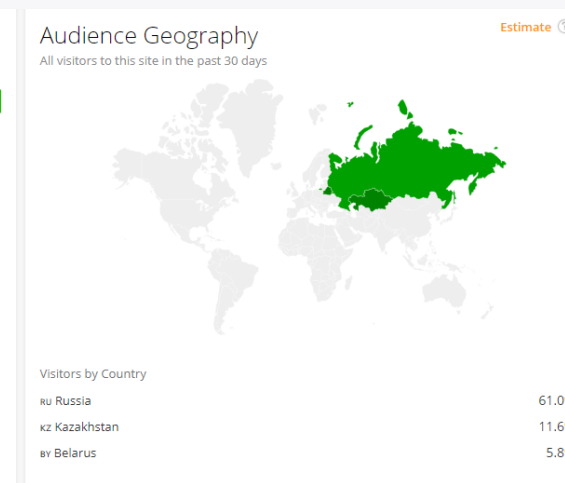 Audience Geography
Estimate
All visitors to this site in the past 30 days
Visitors by Country
RU Russia 61.0
KZ Kazakhstan 11.6
BY Belarus 5.8